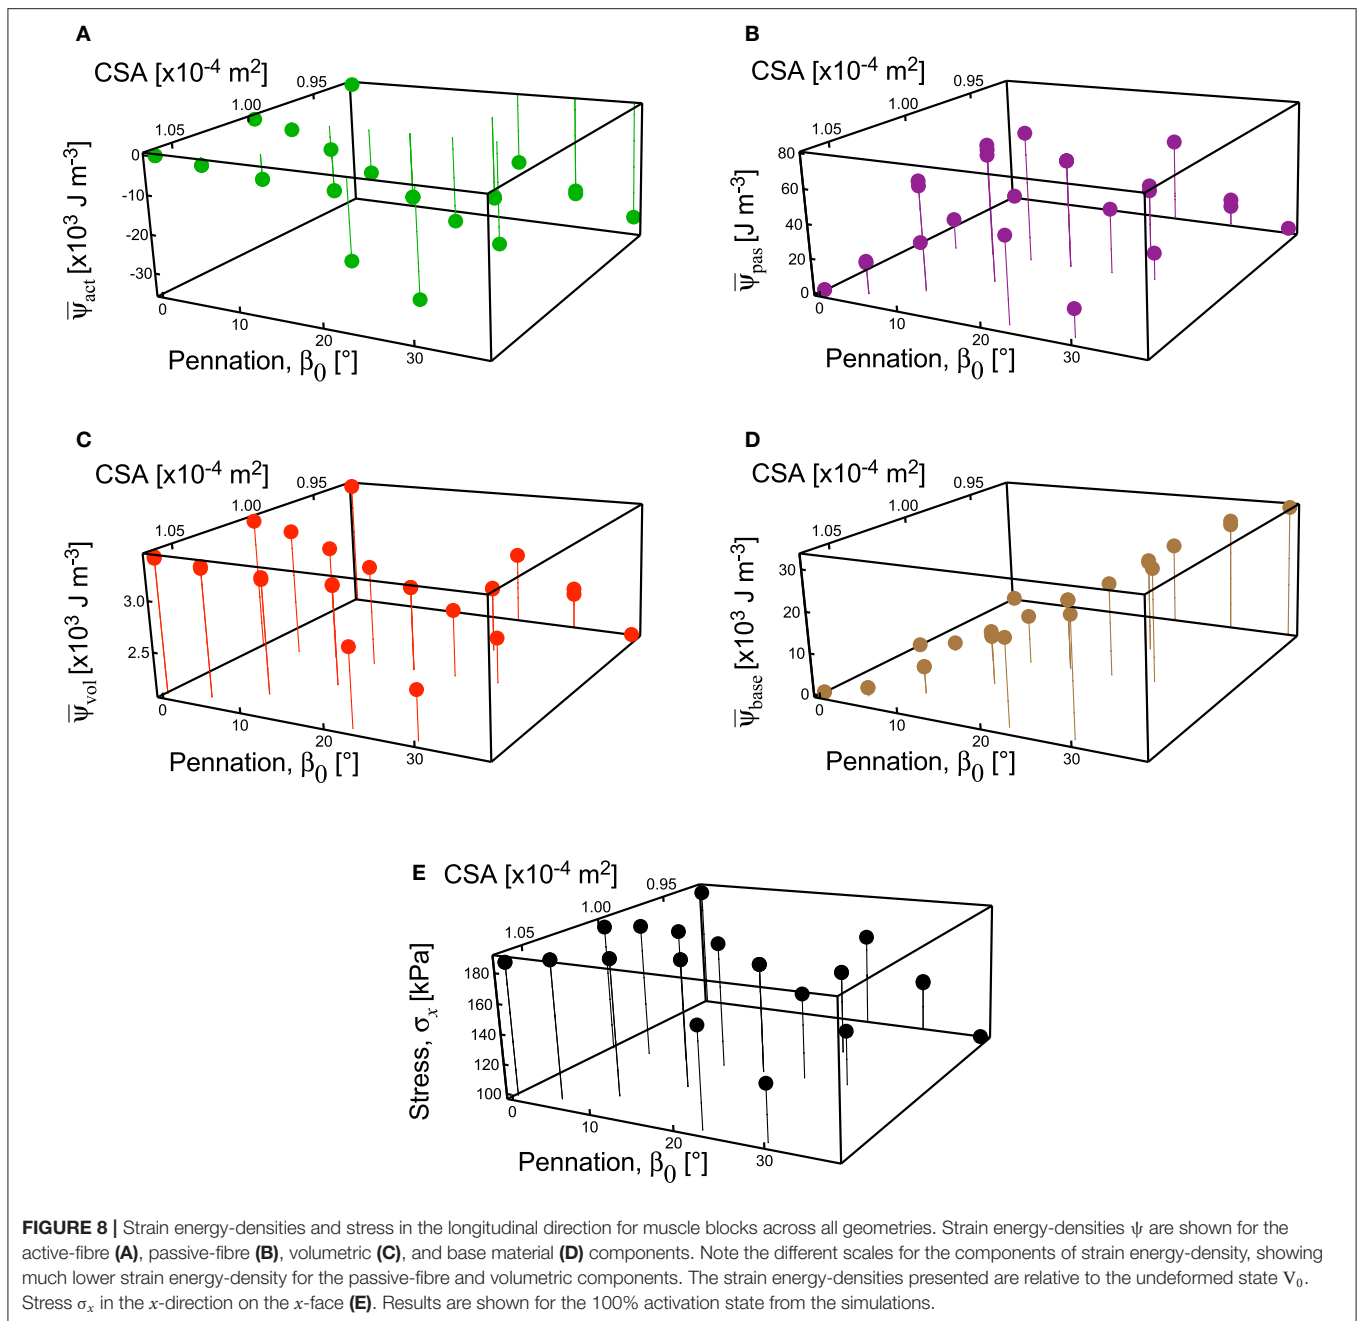 A
CSA [x10-4 m2]
0.95
1.00
1.05
0
-10
-20
-30
ψact [x103 J m-3]
0
10
20
30
Pennation, β0 [°]
B
CSA [x10-4 m2]
0.95
1.00
1.05
80
60
40
20
0
ψpas [J m-3]
0
10
20
30
Pennation, β0 [°]
C
CSA [x10-4 m2]
0.95
1.00
1.05
3.0
2.5
ψvol [x103 J m-3]
0
10
20
30
Pennation, β0 [°]
D
CSA [x10-4 m2]
0.95
1.00
1.05
30
20
10
0
ψbase [x103 J m-3]
0
10
20
30
Pennation, β0 [°]
E
CSA [x10-4 m2]
0.95
1.00
1.05
180
160
140
120
100
Stress, σx [kPa]
0
10
20
30
Pennation, β0 [°]
FIGURE 8 | Strain energy-densities and stress in the longitudinal direction for muscle blocks across all geometries. Strain energy-densities ψ are shown for the
active-fibre (A), passive-fibre (B), volumetric (C), and base material (D) components. Note the different scales for the components of strain energy-density, showing
much lower strain energy-density for the passive-fibre and volumetric components. The strain energy-densities presented are relative to the undeformed state V0.
Stress σx in the x-direction on the x-face (E). Results are shown for the 100% activation state from the simulations.